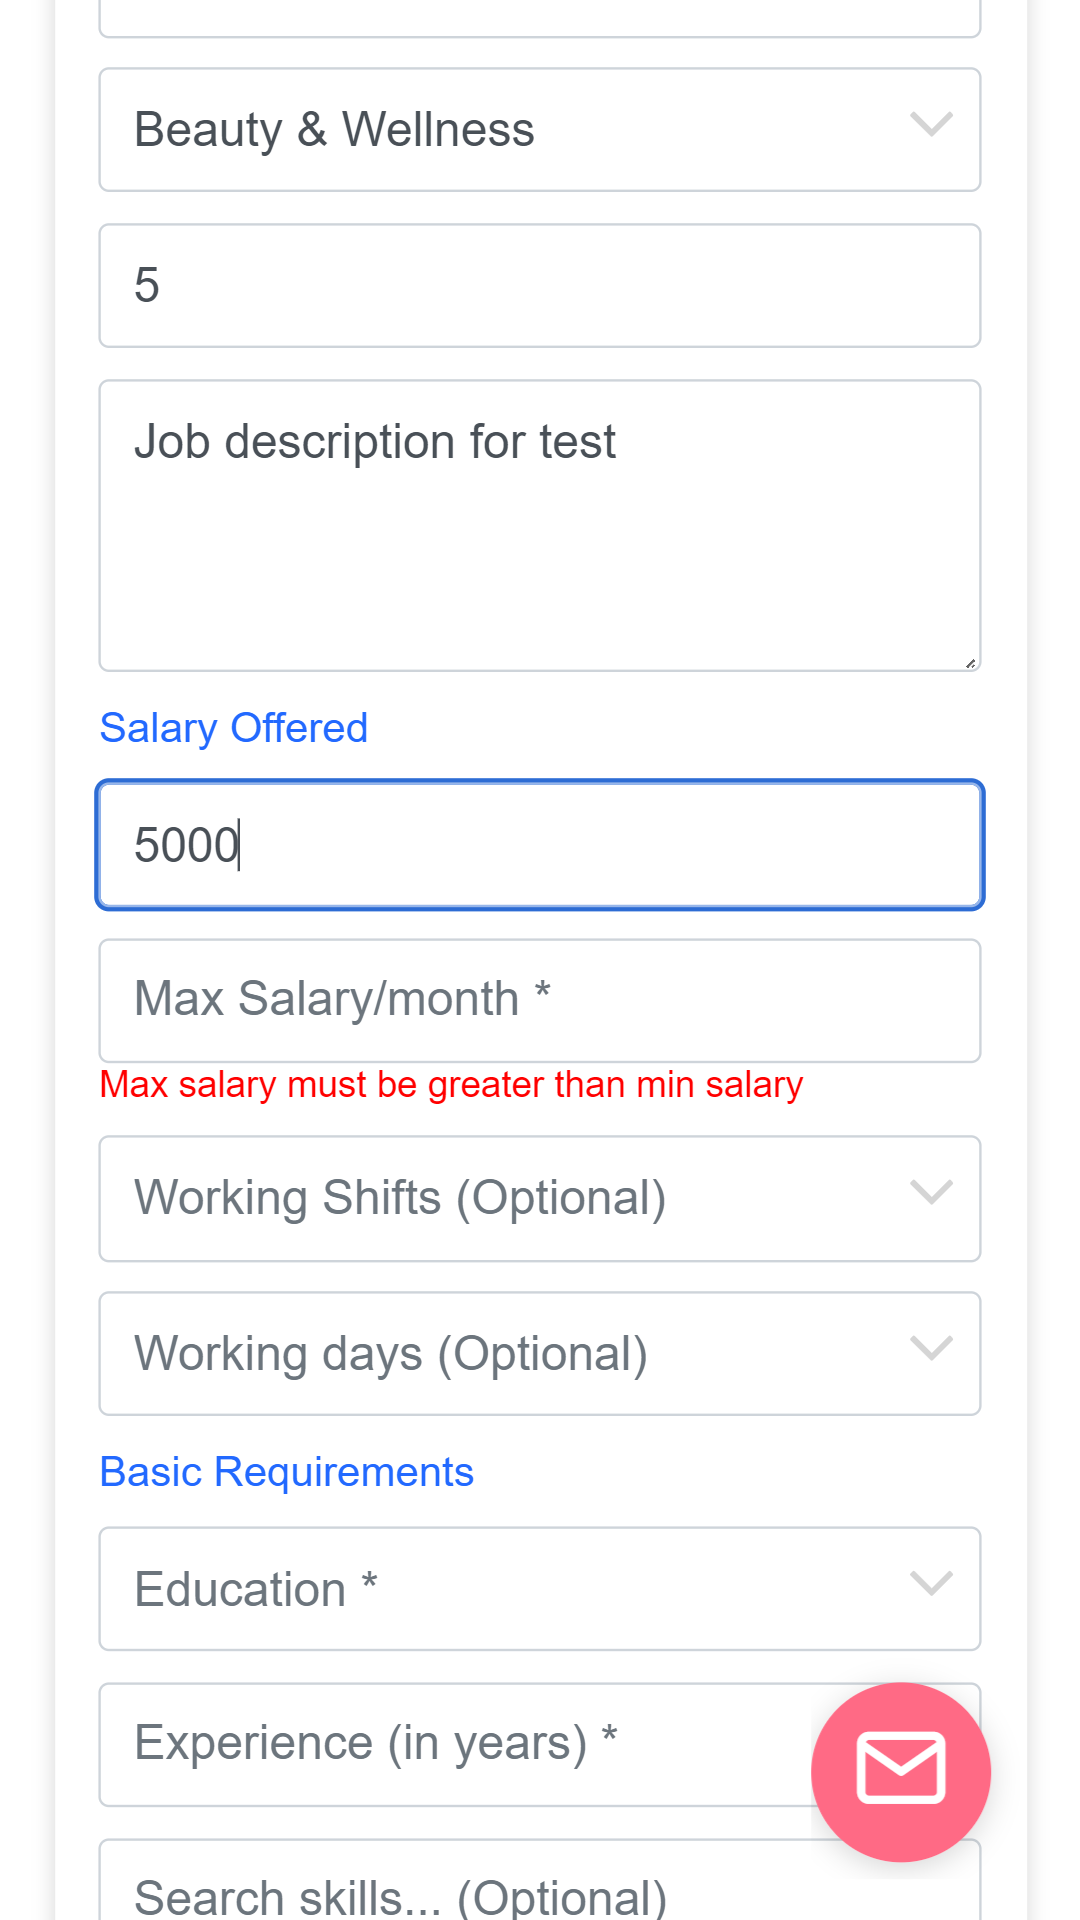 Beauty & Wellness
5
Job description for test
Salary Offered
5000
Max Salary/month *
Max salary must be greater than min salary
Working Shifts (Optional)
Working days (Optional)
Basic Requirements
Education *
Experience (in years) *
Search skills... (Optional)